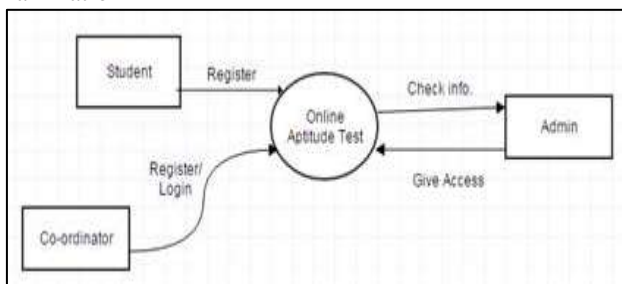 Student
Register
Check info.
Online
Aptitude Test
Admin
Register/
Login
Give Access
Co-ordinator